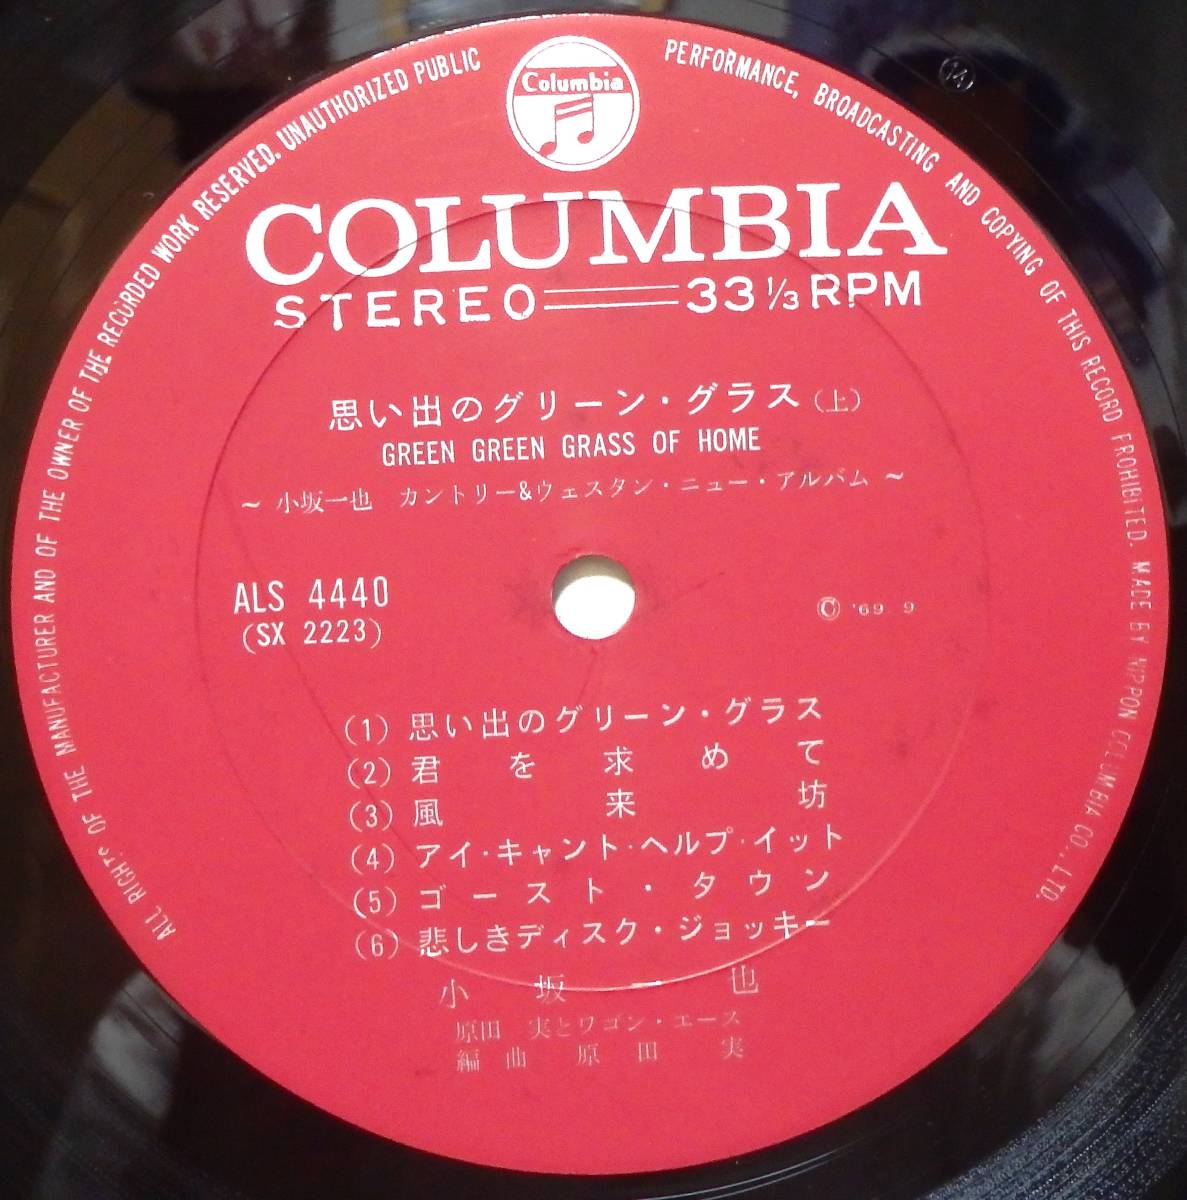 ALL RIGHTS OF THE MANUFACTURER AND OF THE OWNER OF THE RECORDED WORK RESERVED. UNAUTHORIZED PUBLIC PERFORMANCE, BROADCASTING AND COPYING OF THIS RECORD FROHIBITED. MADE BY NIPPON COLUMBIA CO., LTD.
14
Columbia
COLUMBIA
STEREO 33 1/3 RPM
思い出のグリーン・グラス（上）
GREEN GREEN GRASS OF HOME
～ 小坂一也 カントリー&ウェスタン・ニュー・アルバム ～
ALS 4440
(SX 2223)
Ⓒ '69 9
(1) 思い出のグリーン・グラス
(2) 君を求めて
(3) 風来坊
(4) アイ・キャント・ヘルプ・イット
(5) ゴースト・タウン
(6) 悲しきディスク・ジョッキー
小坂一也
原田 実とワゴン・エース
編曲 原田 実